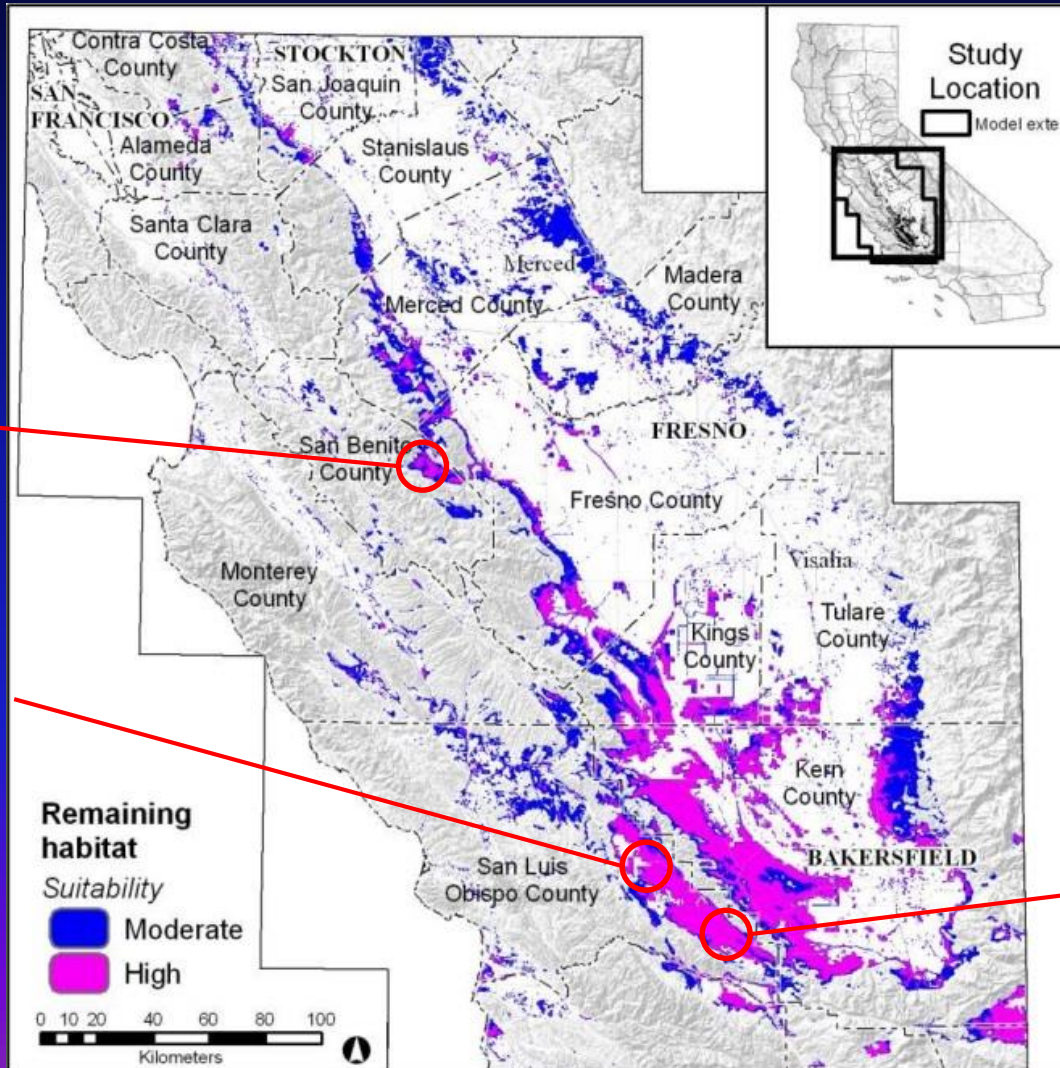 Contra Costa
County
STOCKTON
San Joaquin
County
SAN
FRANCISCO
Alameda
County
Stanislaus
County
Santa Clara
County
Merced
Merced County
Madera
County
San Benito
County
FRESNO
Fresno County
Monterey
County
Visalia
Tulare
County
Kings
County
Kern
County
San Luis
Obispo County
BAKERSFIELD
Study
Location
Model exte
Remaining
habitat
Suitability
Moderate
High
0 10 20 40 60 80 100
Kilometers